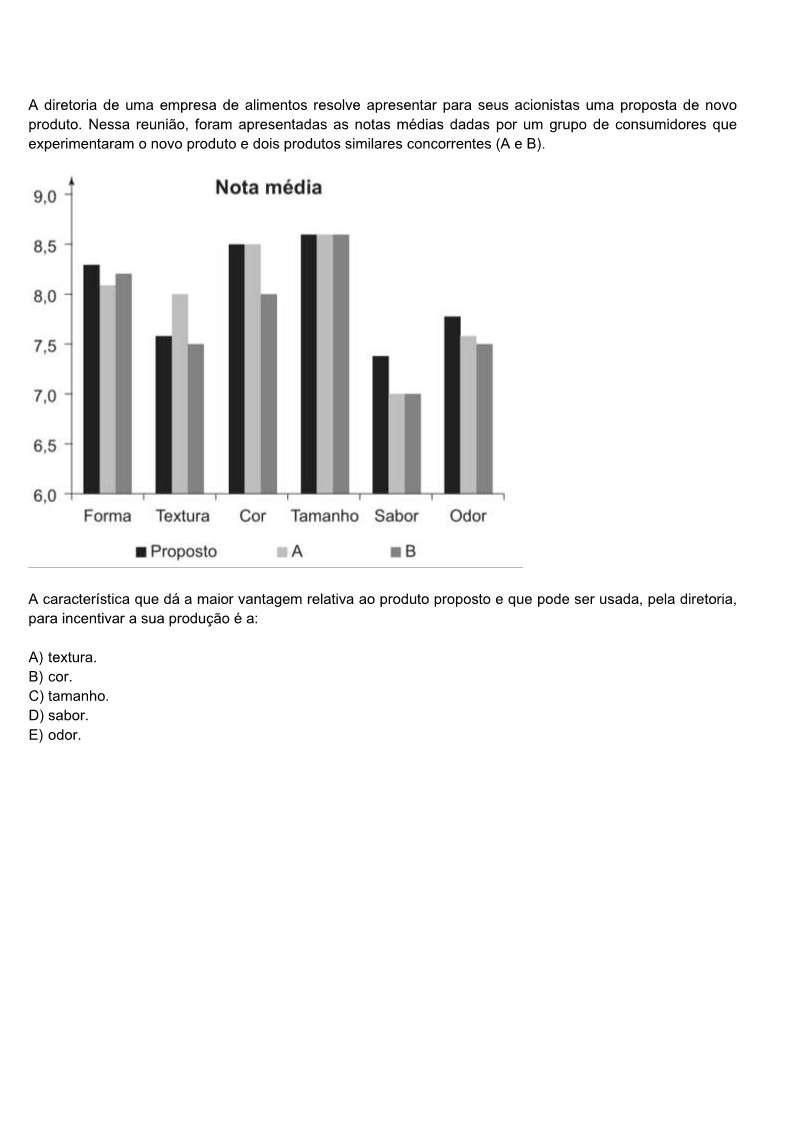 A diretoria de uma empresa de alimentos resolve apresentar para seus acionistas uma proposta de novo
produto. Nessa reunião, foram apresentadas as notas médias dadas por um grupo de consumidores que
experimentaram o novo produto e dois produtos similares concorrentes (A e B).
Nota média
9,0
8,5
8,0
7,5
7,0
6,5
6,0
Forma Textura Cor Tamanho Sabor Odor
Proposto A B
A característica que dá a maior vantagem relativa ao produto proposto e que pode ser usada, pela diretoria,
para incentivar a sua produção é a:
A) textura.
B) cor.
C) tamanho.
D) sabor.
E) odor.